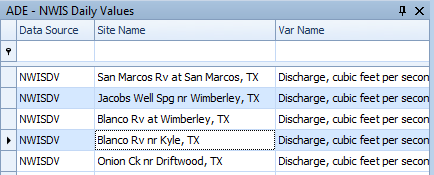 ADE - NWIS Daily Values
Data Source Site Name Var Name
NWISDV San Marcos Rv at San Marcos, TX Discharge, cubic feet per secon
NWISDV Jacobs Well Spg nr Wimberley, TX Discharge, cubic feet per secon
NWISDV Blanco Rv at Wimberley, TX Discharge, cubic feet per secon
NWISDV Blanco Rv nr Kyle, TX Discharge, cubic feet per secon
NWISDV Onion Ck nr Driftwood, TX Discharge, cubic feet per secon